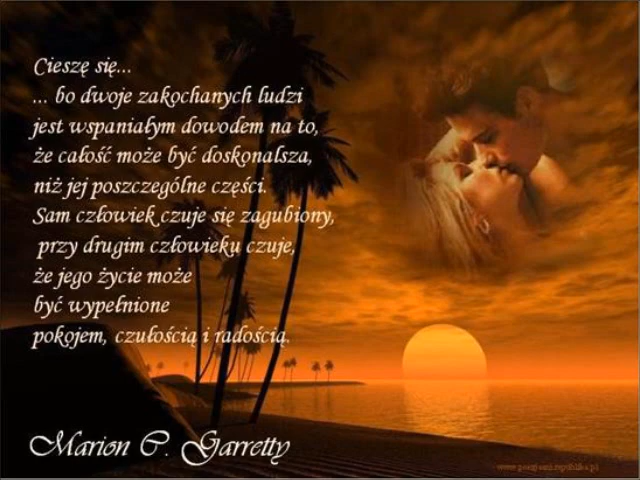 Cieszę się...
... bo dwoje zakochanych ludzi
jest wspaniałym dowodem na to,
że całość może być doskonalsza,
niż jej poszczególne części.
Sam człowiek czuje się zagubiony,
przy drugim człowieku czuje,
że jego życie może
być wypełnione
pokojem, czułością i radością.
Marion C. Garretty